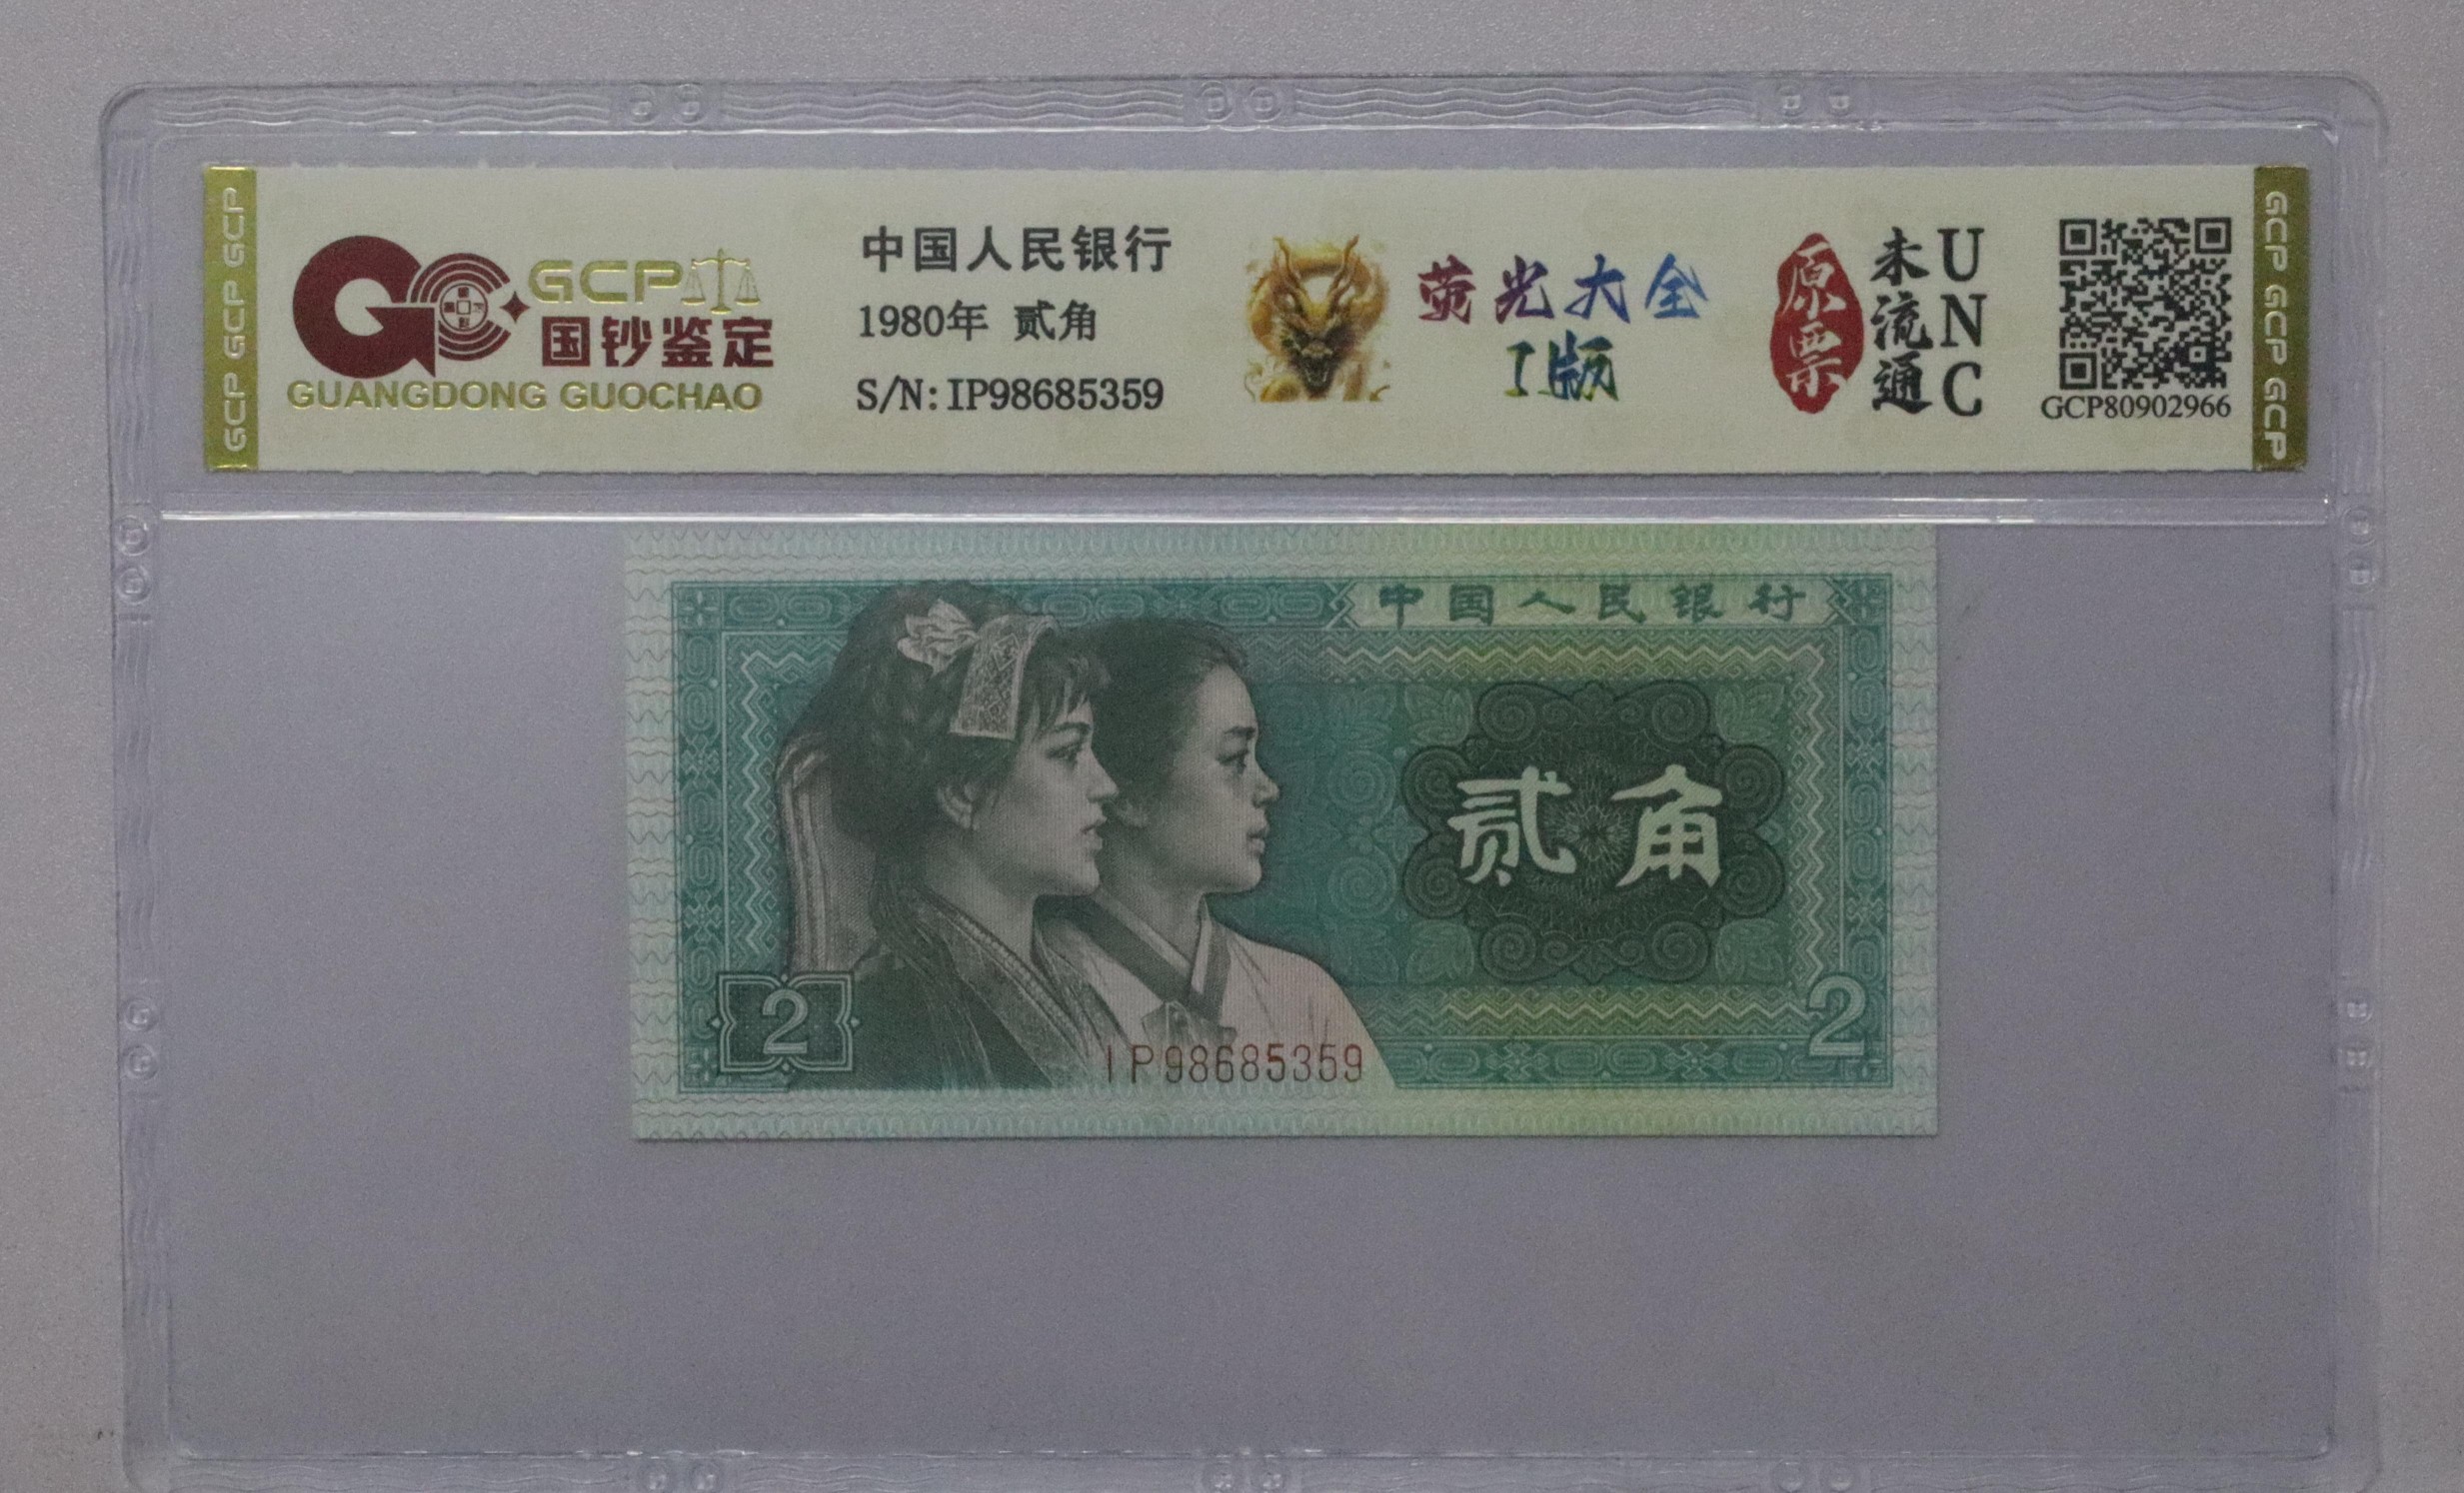 GCP GCP GCP
GCP
国钞鉴定
GUANGDONG GUOCHAO
中国人民银行
1980年 贰角
S/N: IP98685359
荧光大全
I版
原票
未流通
UNC
GCP80902966
GCP GCP GCP
中国人民银行
贰角
2
IP98685359
2